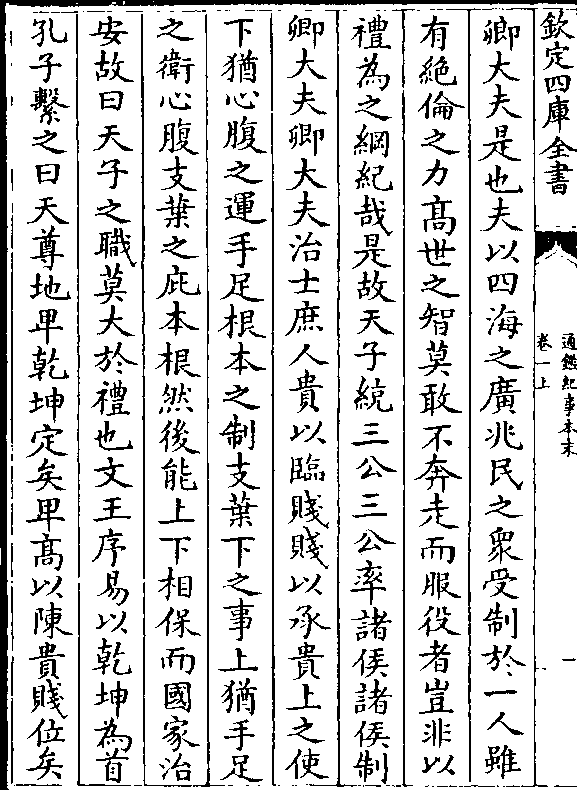 欽定四庫全書
通鑑紀事本末
卷一上
一
卿大夫是也夫以四海之廣兆民之衆受制於一人雖
有絶倫之力髙世之智莫敢不奔走而服役者豈非以
禮為之綱紀哉是故天子統三公三公率諸侯諸侯制
卿大夫卿大夫治士庶人貴以臨賤賤以承貴上之使
下猶心腹之運手足根本之制支葉下之事上猶手足
之衛心腹支葉之庇本根然後能上下相保而國家治
安故曰天子之職莫大於禮也文王序易以乾坤為首
孔子繫之曰天尊地卑乾坤定矣卑髙以陳貴賤位矣